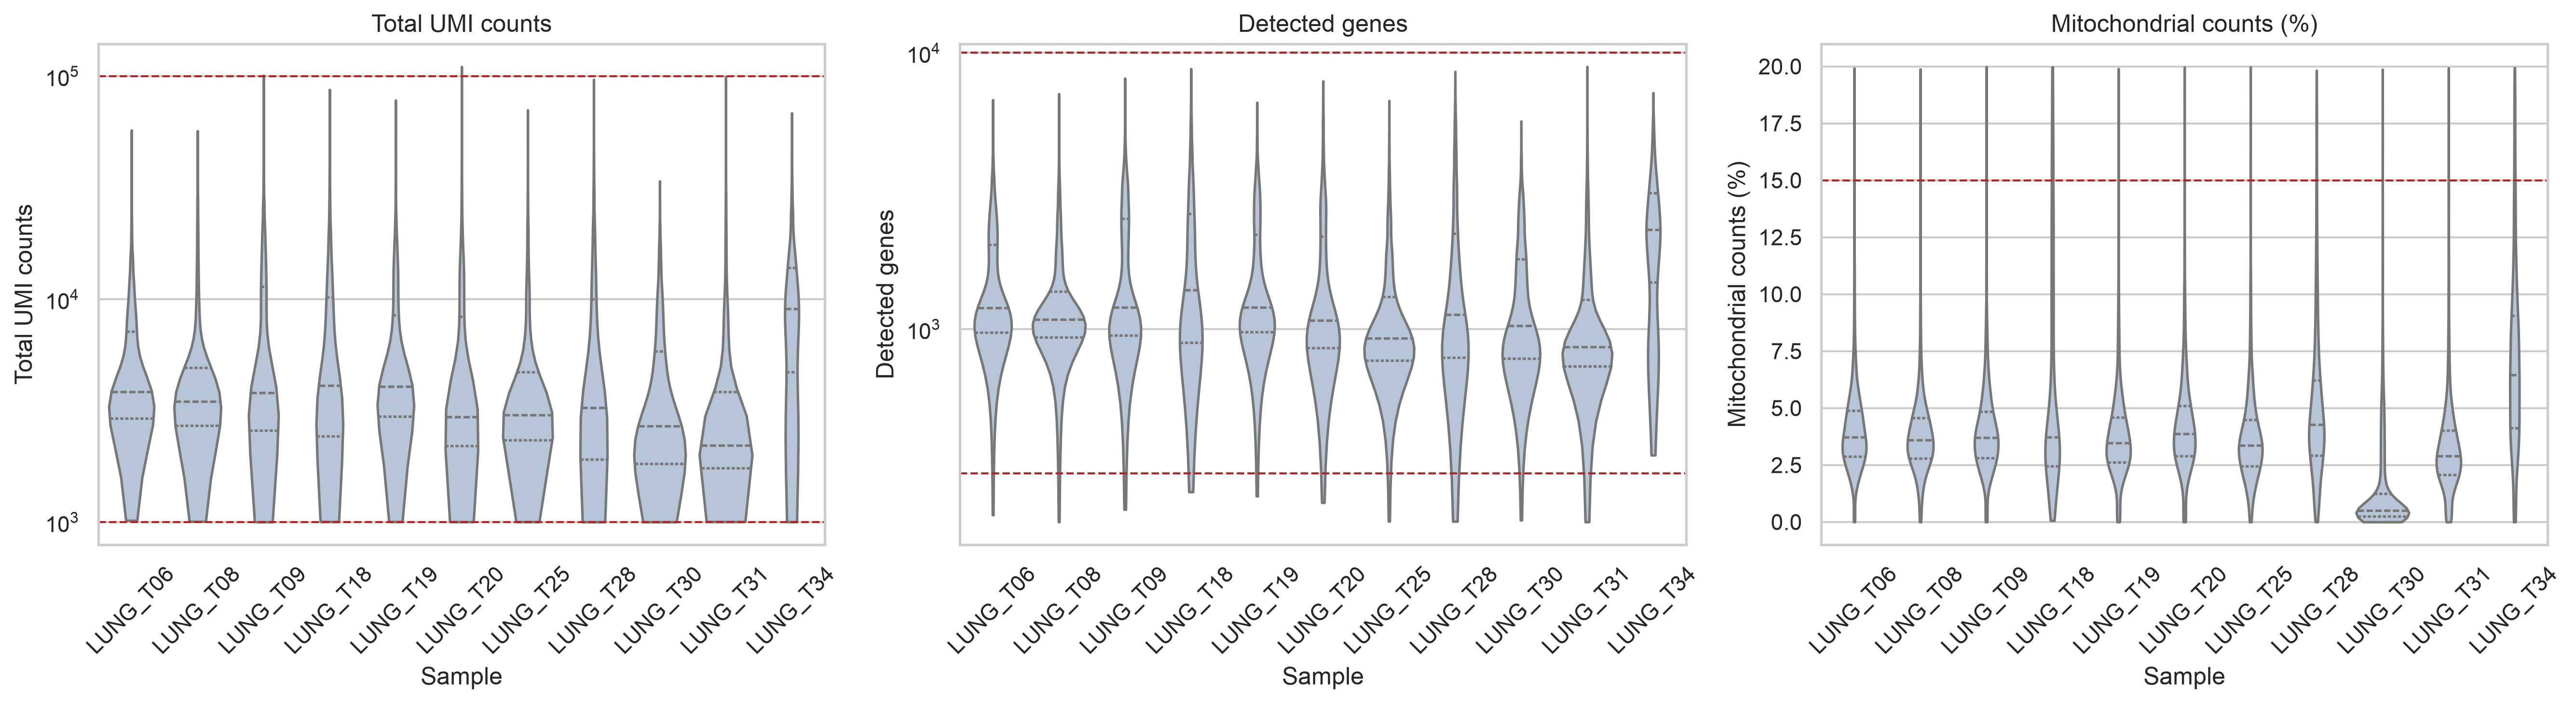 Total UMI counts
Total UMI counts
10^5
10^4
10^3
LUNG_T06
LUNG_T08
LUNG_T09
LUNG_T18
LUNG_T19
LUNG_T20
LUNG_T25
LUNG_T28
LUNG_T30
LUNG_T31
LUNG_T34
Sample
Detected genes
Detected genes
10^4
10^3
LUNG_T06
LUNG_T08
LUNG_T09
LUNG_T18
LUNG_T19
LUNG_T20
LUNG_T25
LUNG_T28
LUNG_T30
LUNG_T31
LUNG_T34
Sample
Mitochondrial counts (%)
Mitochondrial counts (%)
20.0
17.5
15.0
12.5
10.0
7.5
5.0
2.5
0.0
LUNG_T06
LUNG_T08
LUNG_T09
LUNG_T18
LUNG_T19
LUNG_T20
LUNG_T25
LUNG_T28
LUNG_T30
LUNG_T31
LUNG_T34
Sample